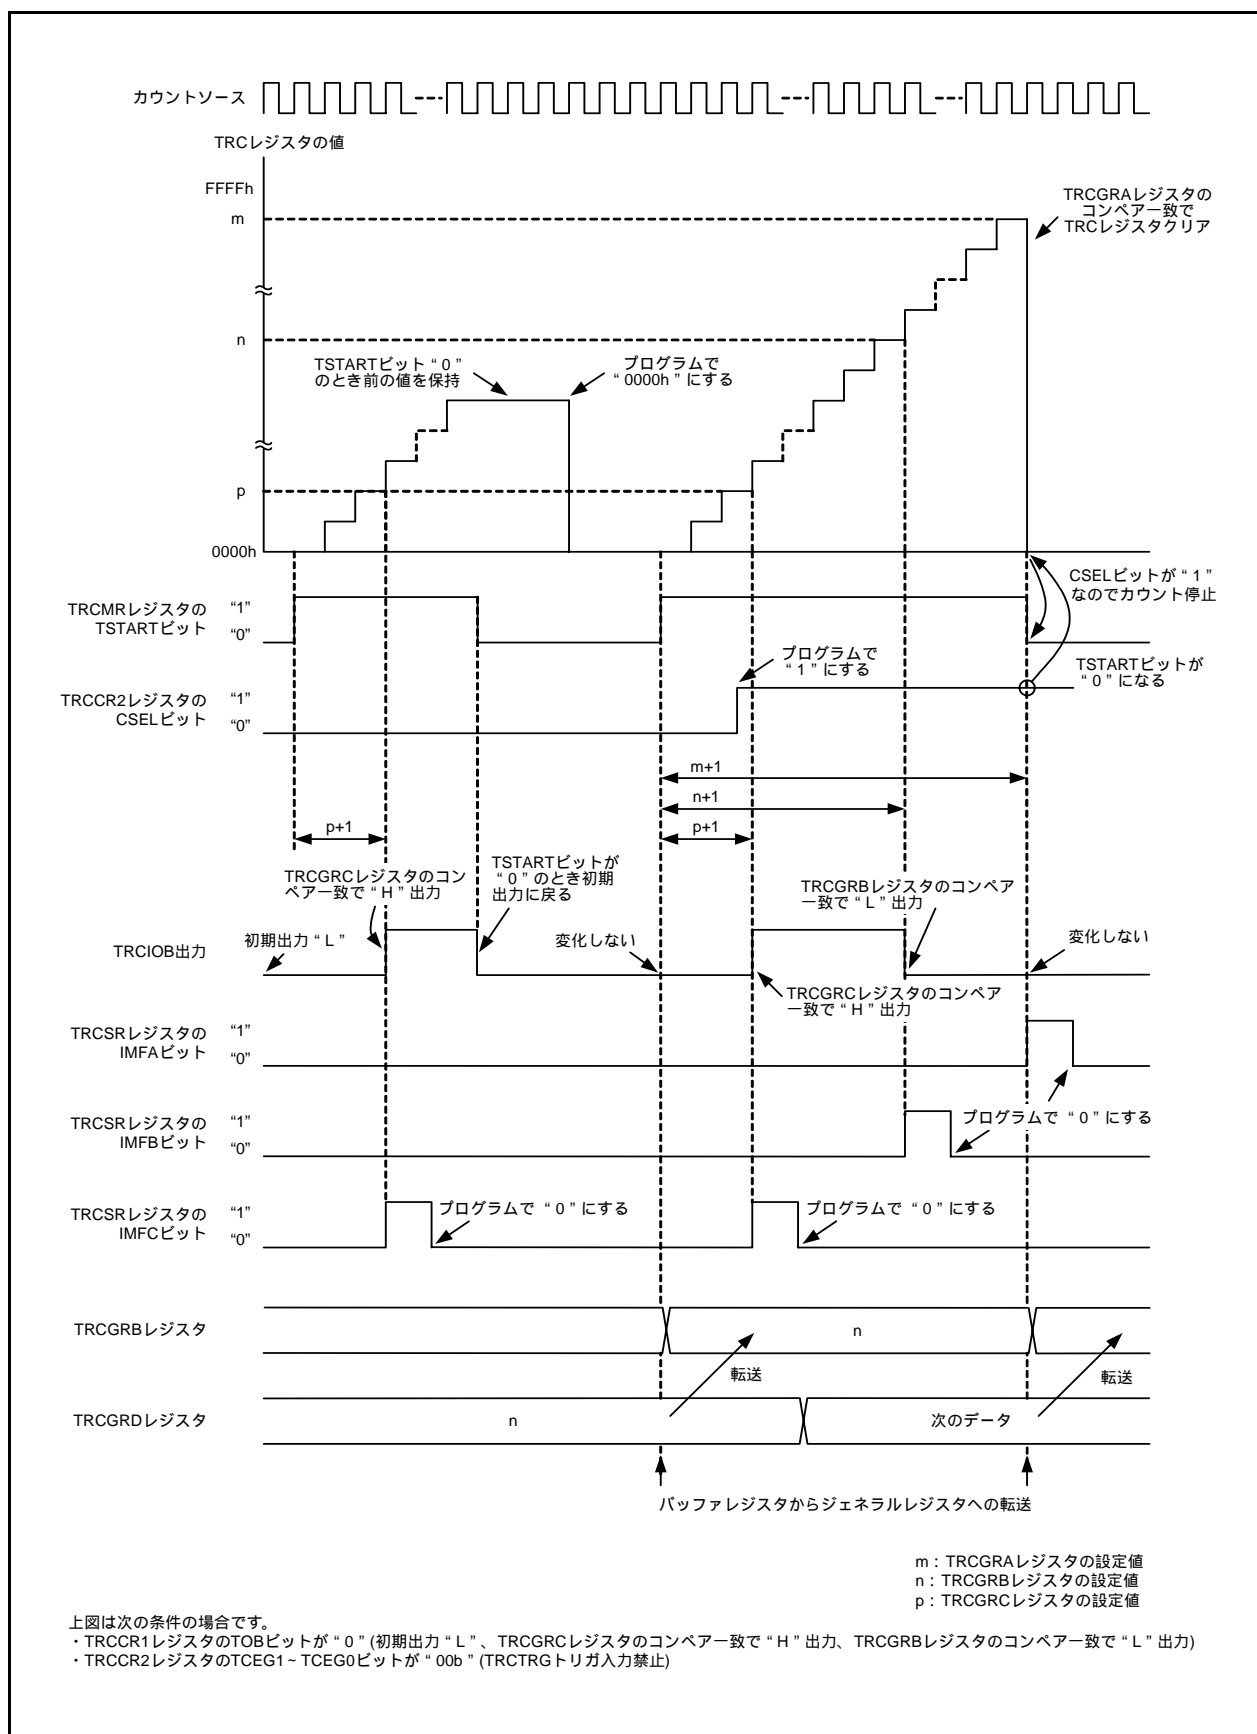 カウントソース
TRCレジスタの値
FFFFh
m
TRCGRAレジスタの
コンペア一致で
TRCレジスタクリア
n
TSTARTビット“0”
のとき前の値を保持
プログラムで
“0000h”にする
p
0000h
CSELビットが“1”
なのでカウント停止
TRCMRレジスタの
TSTARTビット
“1”
“0”
プログラムで
“1”にする
TSTARTビットが
“0”になる
TRCCR2レジスタの
CSELビット
“1”
“0”
m+1
n+1
p+1
p+1
TRCGRCレジスタのコン
ペア一致で“H”出力
TSTARTビットが
“0”のとき初期
出力に戻る
TRCGRBレジスタのコンペア
一致で“L”出力
TRCIOB出力
初期出力“L”
変化しない
変化しない
TRCGRCレジスタのコンペア
一致で“H”出力
TRCSRレジスタの
IMFAビット
“1”
“0”
プログラムで“0”にする
TRCSRレジスタの
IMFBビット
“1”
“0”
TRCSRレジスタの
IMFCビット
“1”
“0”
プログラムで“0”にする
プログラムで“0”にする
TRCGRBレジスタ
n
転送
転送
TRCGRDレジスタ
n
次のデータ
バッファレジスタからジェネラルレジスタへの転送
m：TRCGRAレジスタの設定値
n：TRCGRBレジスタの設定値
p：TRCGRCレジスタの設定値
上図は次の条件の場合です。
・TRCCR1レジスタのTOBビットが“0”(初期出力“L”、TRCGRCレジスタのコンペア一致で“H”出力、TRCGRBレジスタのコンペア一致で“L”出力)
・TRCCR2レジスタのTCEG1～TCEG0ビットが“00b”(TRCTRGトリガ入力禁止)